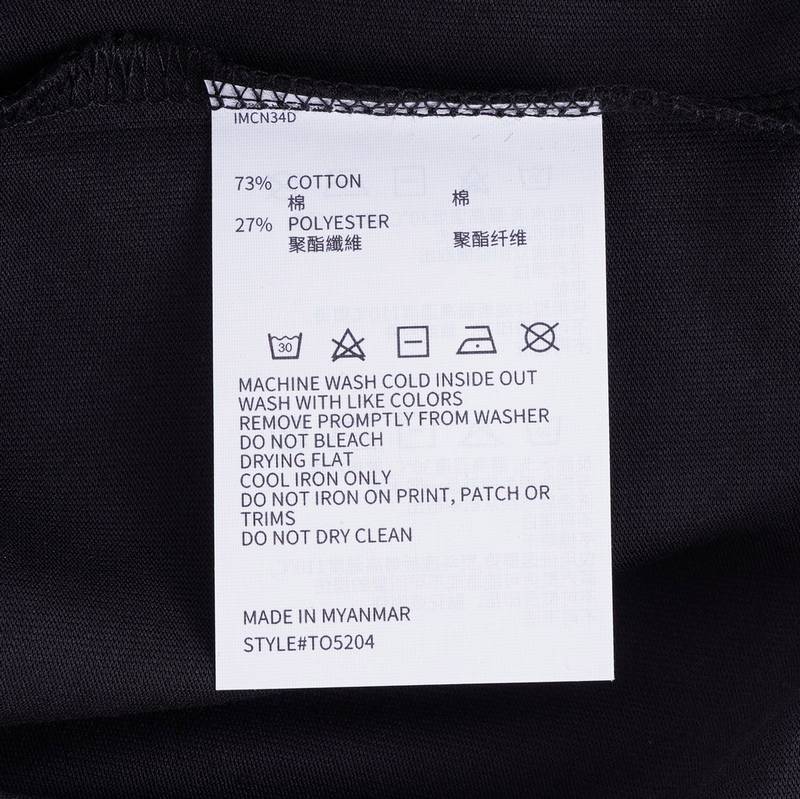 IMCN34D
73% COTTON
棉 棉
27% POLYESTER
聚酯纖維 聚酯纤维
30
MACHINE WASH COLD INSIDE OUT
WASH WITH LIKE COLORS
REMOVE PROMPTLY FROM WASHER
DO NOT BLEACH
DRYING FLAT
COOL IRON ONLY
DO NOT IRON ON PRINT, PATCH OR
TRIMS
DO NOT DRY CLEAN
MADE IN MYANMAR
STYLE#TO5204